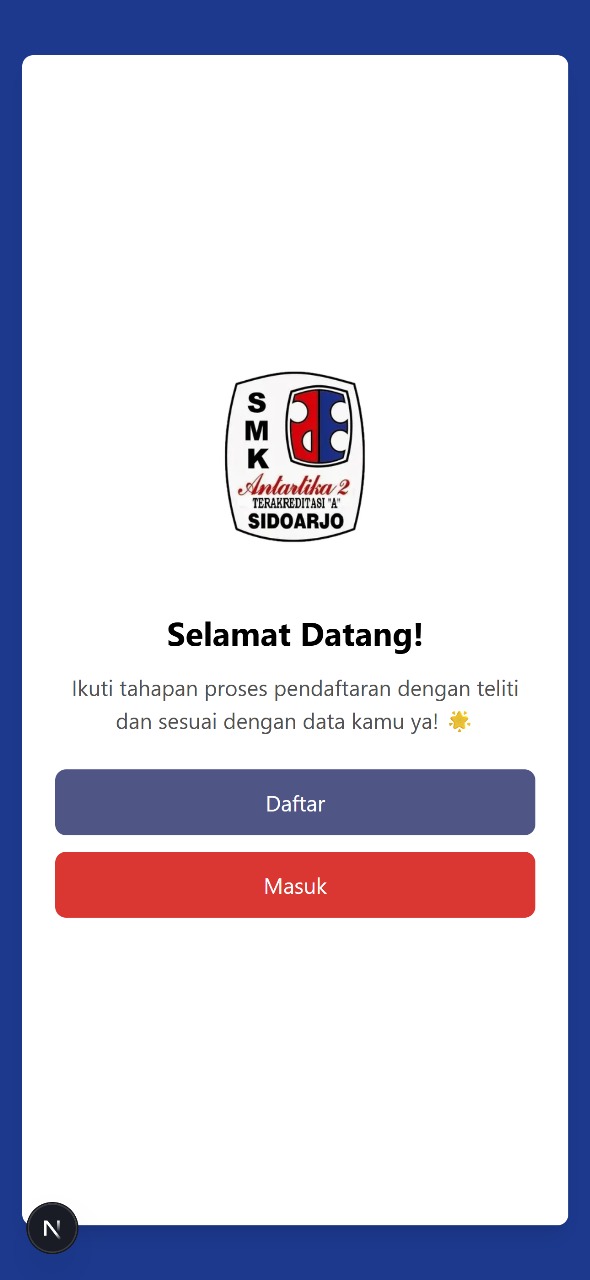 S
M
K
Antartika 2
TERAKREDITASI "A"
SIDOARJO
Selamat Datang!
Ikuti tahapan proses pendaftaran dengan teliti
dan sesuai dengan data kamu ya! 🌟
Daftar
Masuk
N